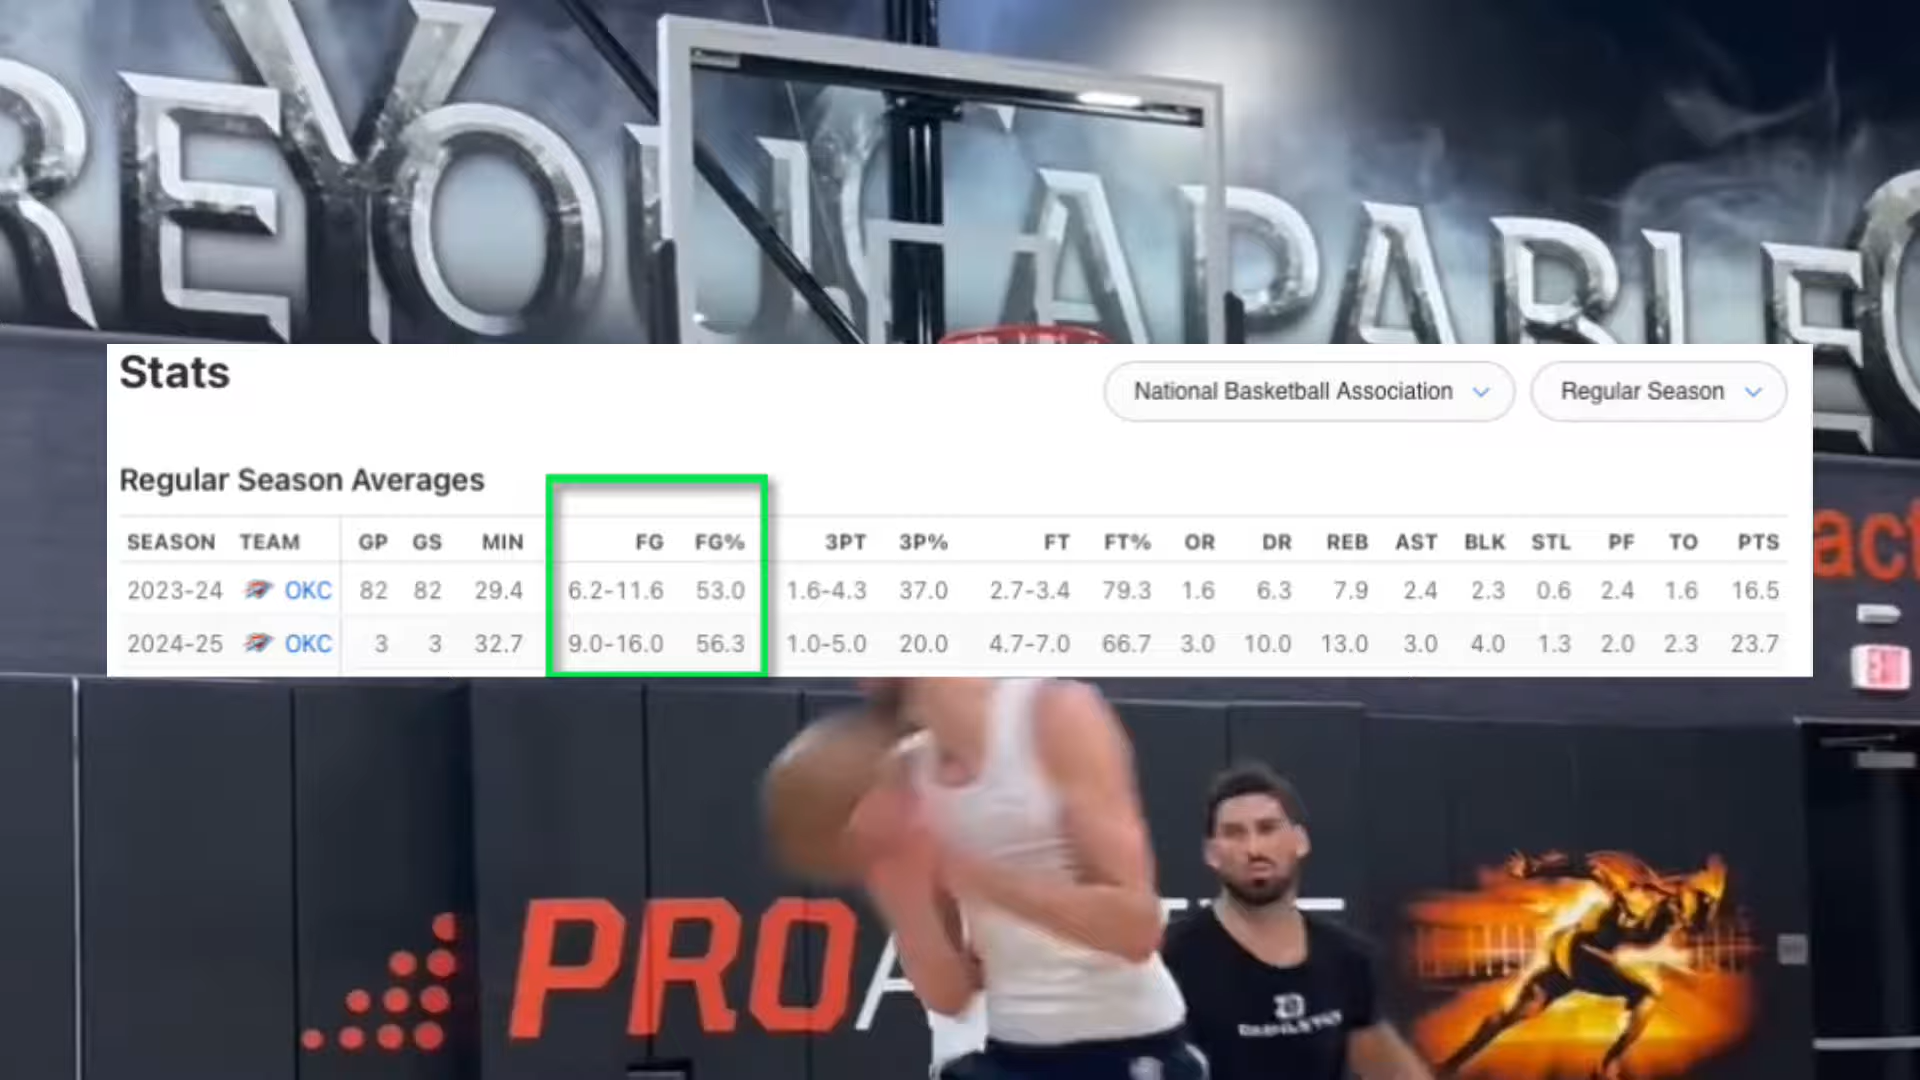 RE YOU CAPABLE O
Stats
National Basketball Association
Regular Season
Regular Season Averages
SEASON TEAM GP GS MIN FG FG% 3PT 3P% FT FT% OR DR REB AST BLK STL PF TO PTS
2023-24 OKC 82 82 29.4 6.2-11.6 53.0 1.6-4.3 37.0 2.7-3.4 79.3 1.6 6.3 7.9 2.4 2.3 0.6 2.4 1.6 16.5
2024-25 OKC 3 3 32.7 9.0-16.0 56.3 1.0-5.0 20.0 4.7-7.0 66.7 3.0 10.0 13.0 3.0 4.0 1.3 2.0 2.3 23.7
act
PROA